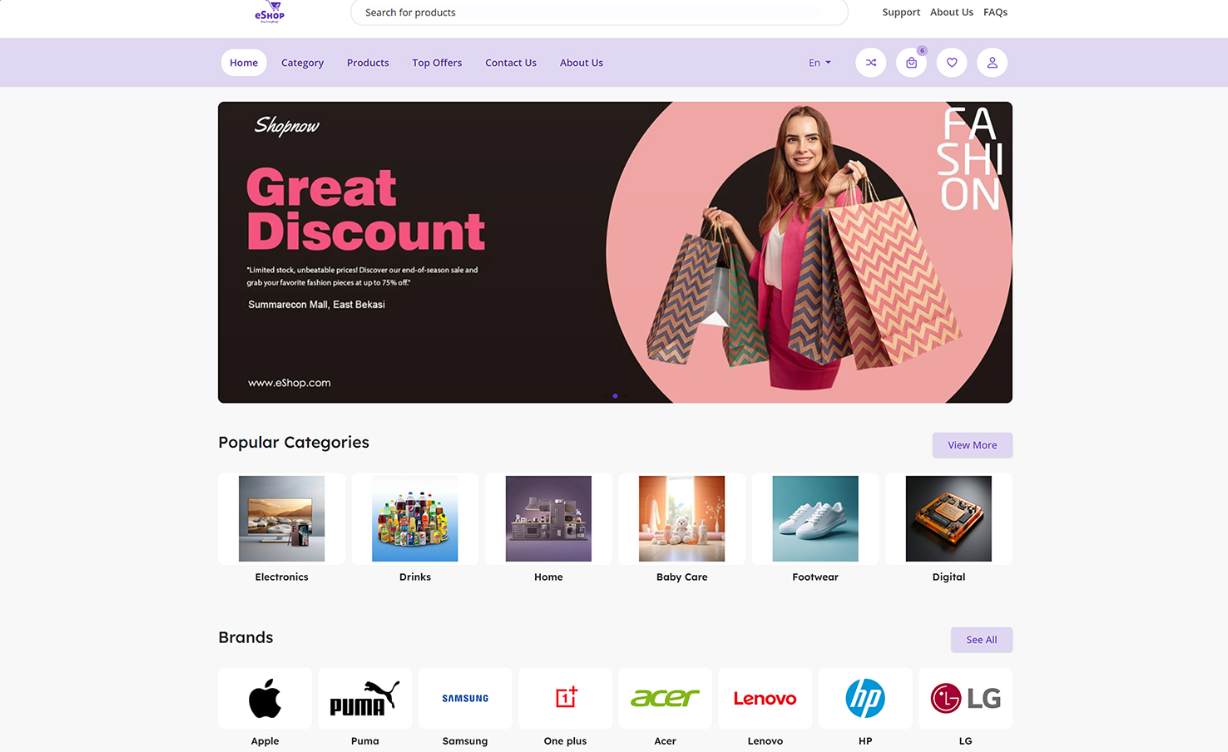 eSHOP
Search for products
Support About Us FAQs
Home Category Products Top Offers Contact Us About Us En 6
Shopnow
FA
SHI
ON
Great
Discount
"Limited stock, unbeatable prices! Discover our end-of-season sale and
grab your favorite fashion pieces at up to 75% off."
Summarecon Mall, East Bekasi
www.eShop.com
Popular Categories View More
Electronics Drinks Home Baby Care Footwear Digital
Brands See All
PUMA SAMSUNG 1+ acer Lenovo hp LG
Apple Puma Samsung One plus Acer Lenovo HP LG